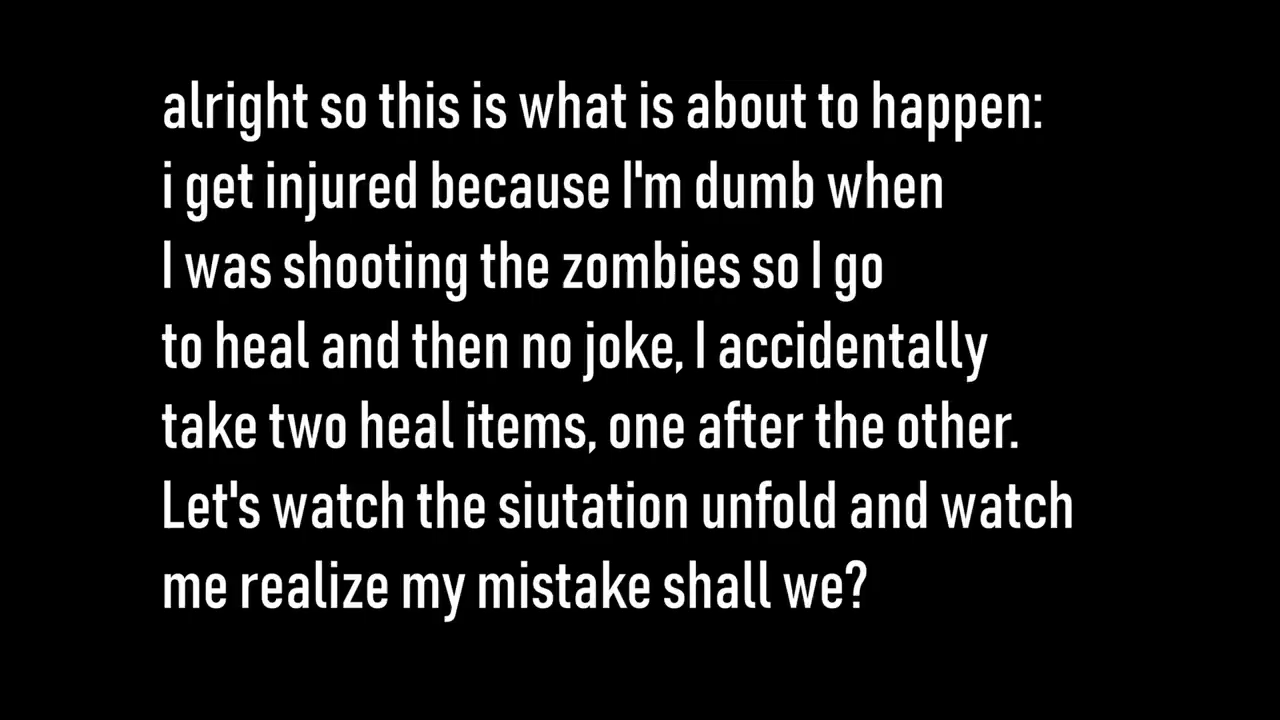 alright so this is what is about to happen:
i get injured because I'm dumb when
I was shooting the zombies so I go
to heal and then no joke, I accidentally
take two heal items, one after the other.
Let's watch the siutation unfold and watch
me realize my mistake shall we?